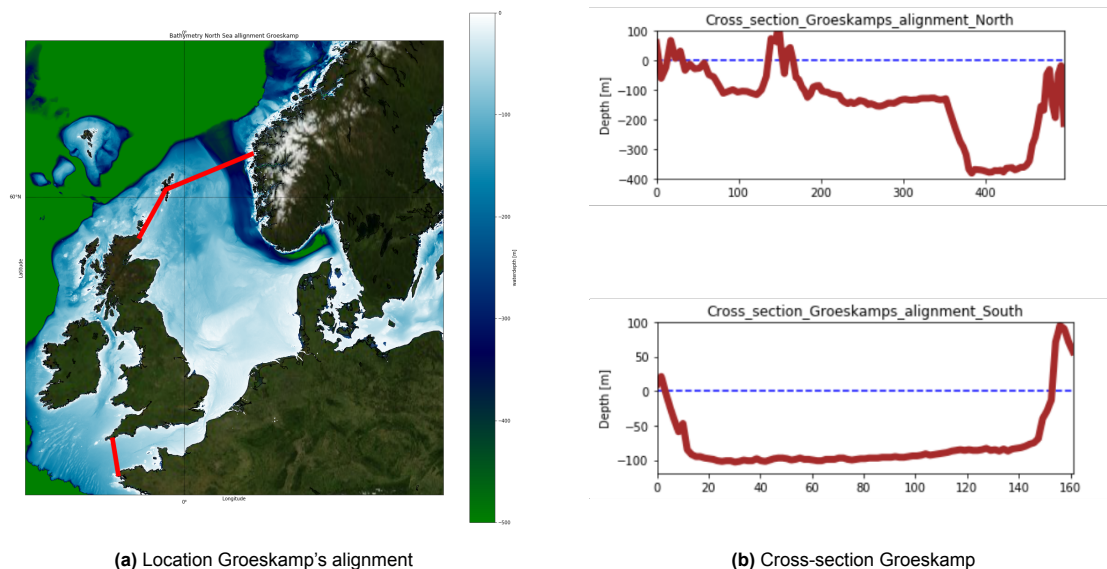 Bathymetry North Sea allignment Groeskamp
0°
60°N
Latitude
Longitude
0°
0
−100
−200
−300
−400
−500
waterdepth [m]
(a) Location Groeskamp's alignment
Cross_section_Groeskamps_alignment_North
Depth [m]
100
0
−100
−200
−300
−400
0 100 200 300 400
Cross_section_Groeskamps_alignment_South
Depth [m]
100
50
0
−50
−100
0 20 40 60 80 100 120 140 160
(b) Cross-section Groeskamp